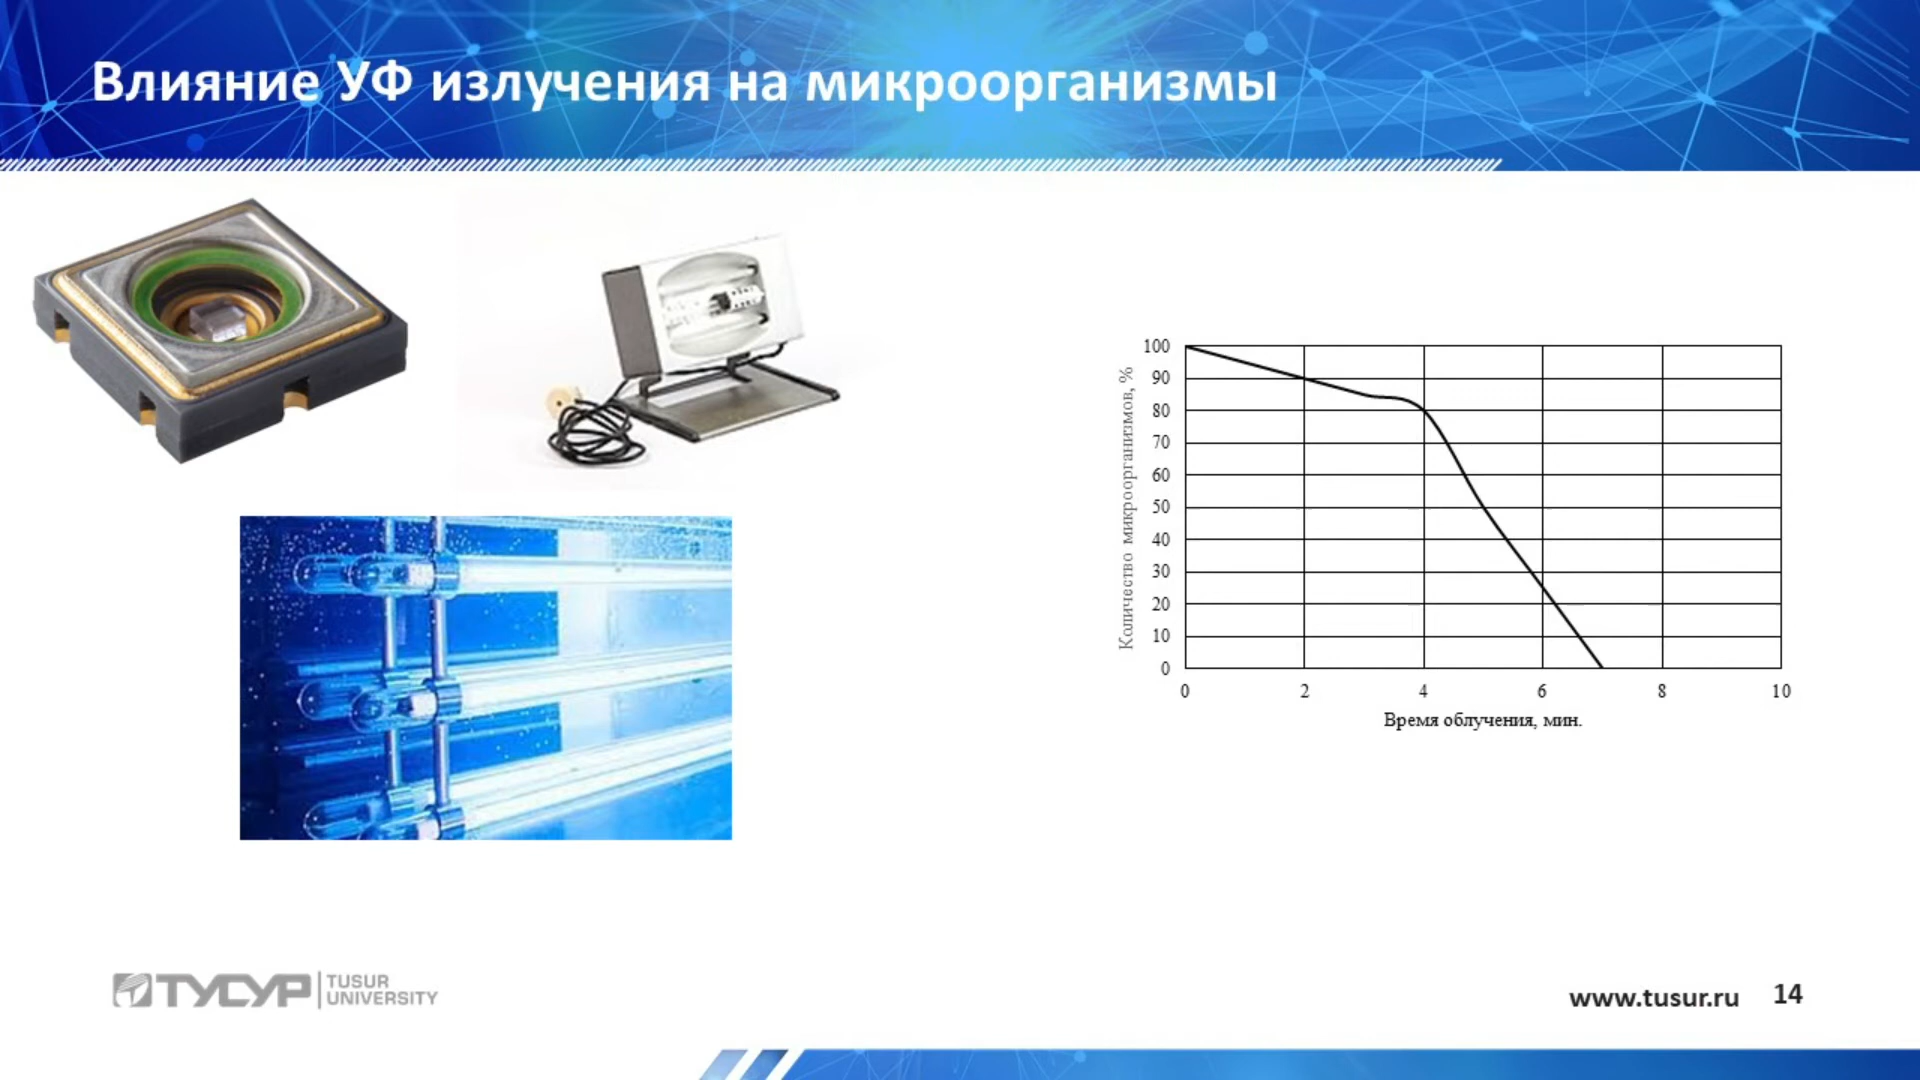 Влияние УФ излучения на микроорганизмы
Количество микроорганизмов, %
100
90
80
70
60
50
40
30
20
10
0
0 2 4 6 8 10
Время облучения, мин.
ТУСУР TUSUR
UNIVERSITY
www.tusur.ru 14